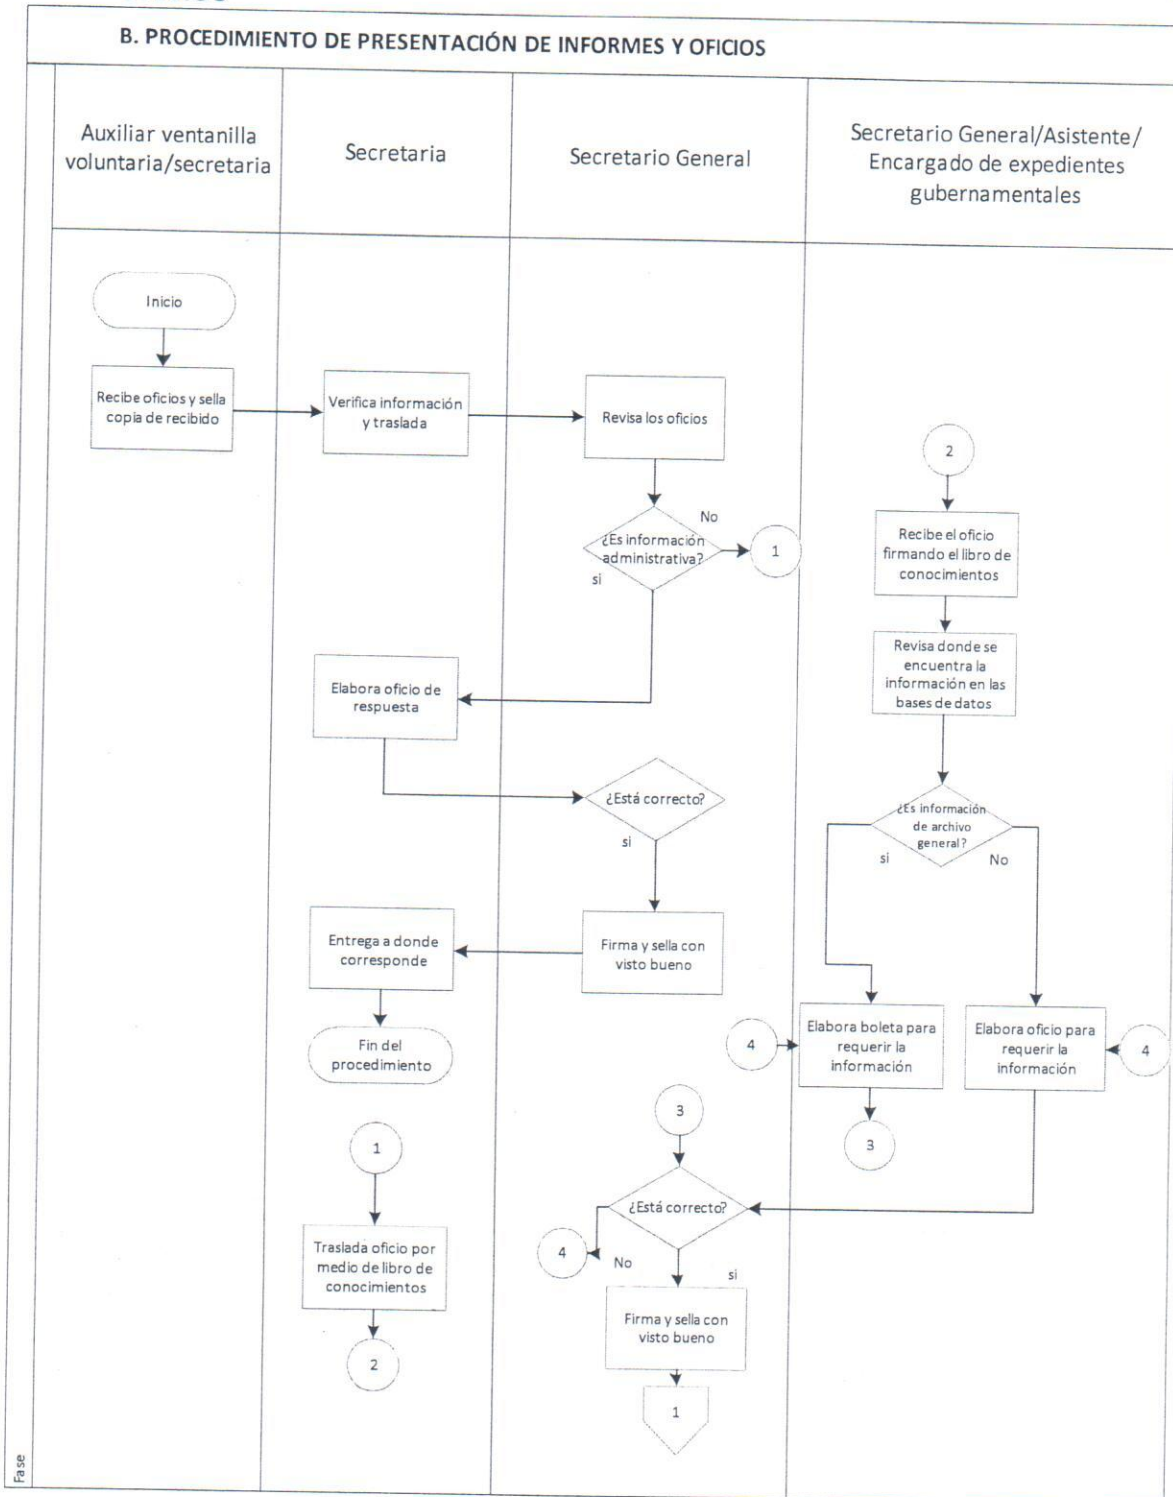 B. PROCEDIMIENTO DE PRESENTACIÓN DE INFORMES Y OFICIOS
Auxiliar ventanilla
voluntaria/secretaria
Secretaria
Secretario General
Secretario General/Asistente/
Encargado de expedientes
gubernamentales
Inicio
Recibe oficios y sella
copia de recibido
Verifica información
y traslada
Revisa los oficios
¿Es información
administrativa?
No
1
si
Elabora oficio de
respuesta
¿Está correcto?
si
Firma y sella con
visto bueno
Entrega a donde
corresponde
Fin del
procedimiento
1
Traslada oficio por
medio de libro de
conocimientos
2
2
Recibe el oficio
firmando el libro de
conocimientos
Revisa donde se
encuentra la
información en las
bases de datos
¿Es información
de archivo
general?
si
No
4
Elabora boleta para
requerir la
información
Elabora oficio para
requerir la
información
4
3
3
¿Está correcto?
4
No
si
Firma y sella con
visto bueno
1
Fase